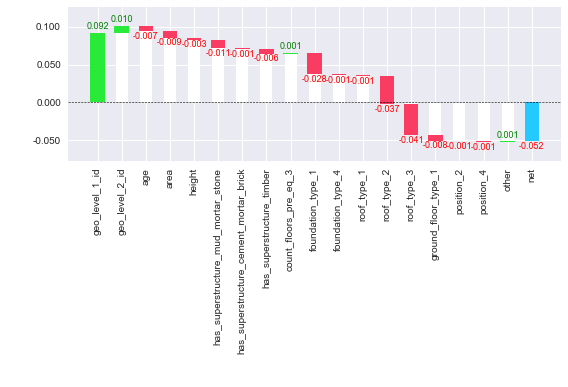 0.100
0.050
0.000
-0.050
0.092
0.010
-0.007
-0.009
-0.003
-0.011
-0.001
-0.006
0.001
-0.028
-0.001
-0.001
-0.037
-0.041
-0.008
-0.001
-0.001
0.001
-0.052
geo_level_1_id
geo_level_2_id
age
area
height
has_superstructure_mud_mortar_stone
has_superstructure_cement_mortar_brick
has_superstructure_timber
count_floors_pre_eq_3
foundation_type_1
foundation_type_4
roof_type_1
roof_type_2
roof_type_3
ground_floor_type_1
position_2
position_4
other
net